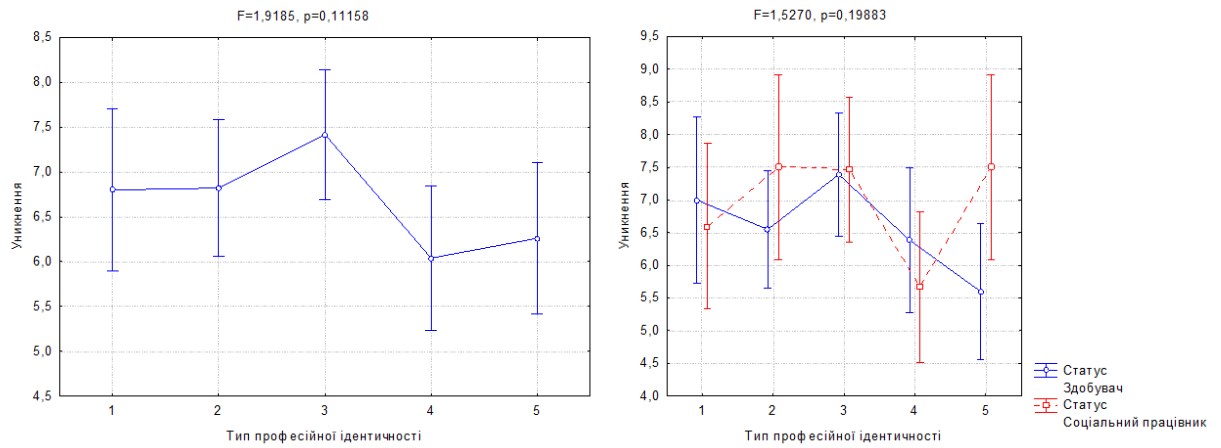 F=1,9185, p=0,11158
8,5
8,0
7,5
7,0
6,5
6,0
5,5
5,0
4,5
Уникнення
1 2 3 4 5
Тип професійної ідентичності
F=1,5270, p=0,19883
9,5
9,0
8,5
8,0
7,5
7,0
6,5
6,0
5,5
5,0
4,5
4,0
Уникнення
1 2 3 4 5
Тип професійної ідентичності
Статус
Здобувач
Статус
Соціальний працівник